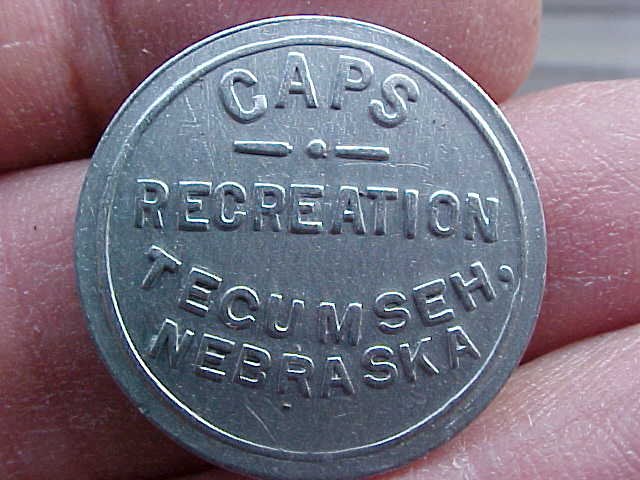 CAPS
RECREATION
TECUMSEH,
NEBRASKA